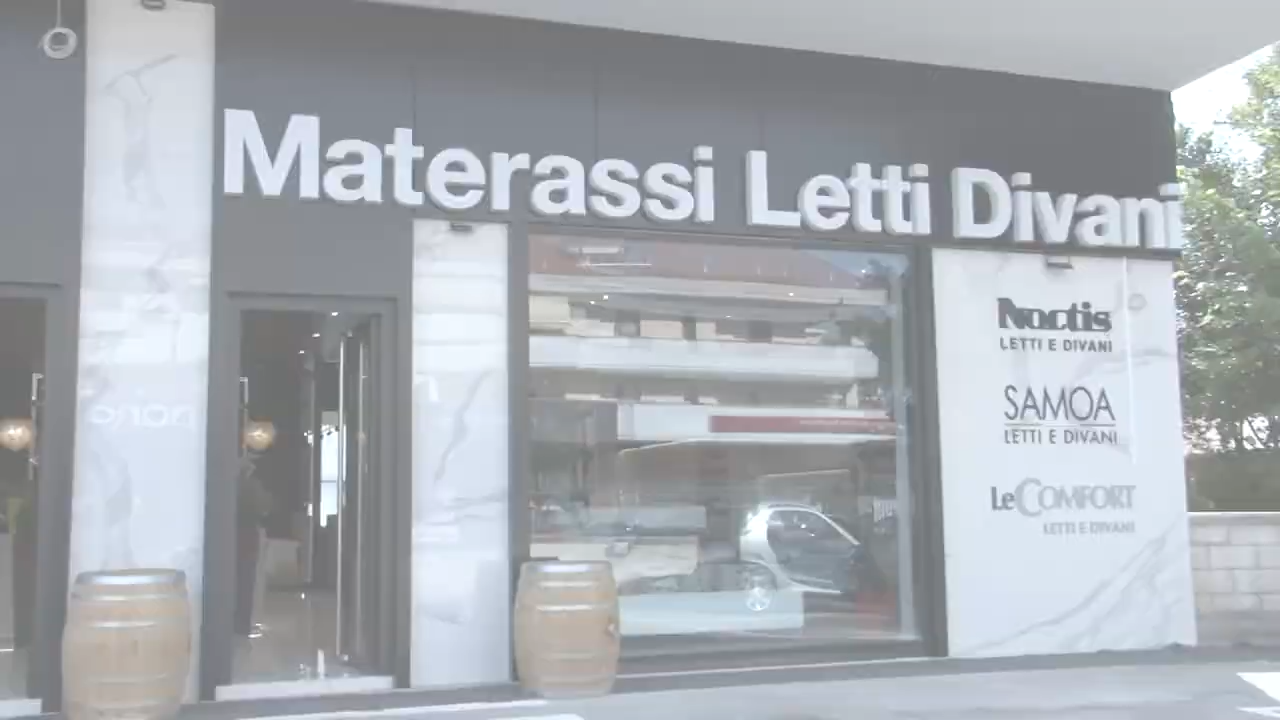 Materassi Letti Divani
Noctis
LETTI E DIVANI
SAMOA
LETTI E DIVANI
LeCOMFORT
LETTI E DIVANI